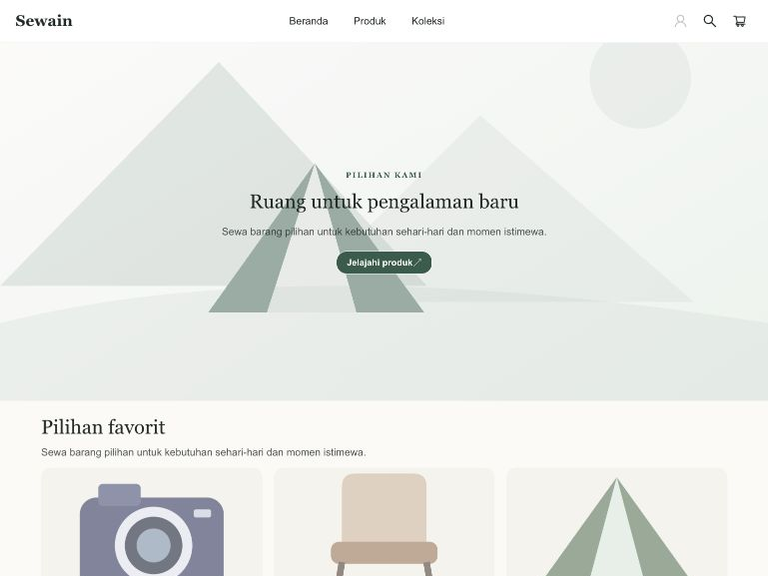 Sewain
Beranda Produk Koleksi
PILIHAN KAMI
Ruang untuk pengalaman baru
Sewa barang pilihan untuk kebutuhan sehari-hari dan momen istimewa.
Jelajahi produk
Pilihan favorit
Sewa barang pilihan untuk kebutuhan sehari-hari dan momen istimewa.